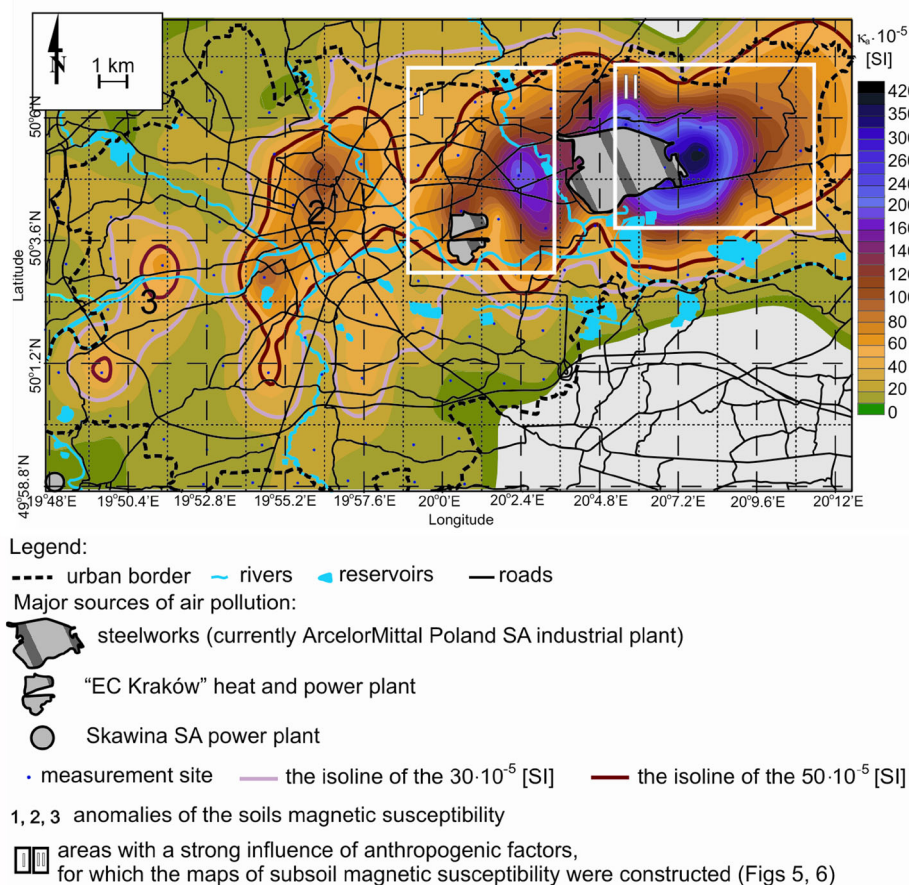 N
1 km
κₐ·10⁻⁵
[SI]
420
350
260
200
160
120
100
80
60
40
20
0
I
II
1
2
3
Latitude
50°6'N
50°3.6'N
50°1.2'N
49°58.8'N
19°48'E 19°50.4'E 19°52.8'E 19°55.2'E 19°57.6'E 20°0'E 20°2.4'E 20°4.8'E 20°7.2'E 20°9.6'E 20°12'E
Longitude
Legend:
urban border rivers reservoirs roads
Major sources of air pollution:
steelworks (currently ArcelorMittal Poland SA industrial plant)
“EC Kraków” heat and power plant
Skawina SA power plant
measurement site the isoline of the 30·10⁻⁵ [SI] the isoline of the 50·10⁻⁵ [SI]
1, 2, 3 anomalies of the soils magnetic susceptibility
I II areas with a strong influence of anthropogenic factors,
for which the maps of subsoil magnetic susceptibility were constructed (Figs 5, 6)